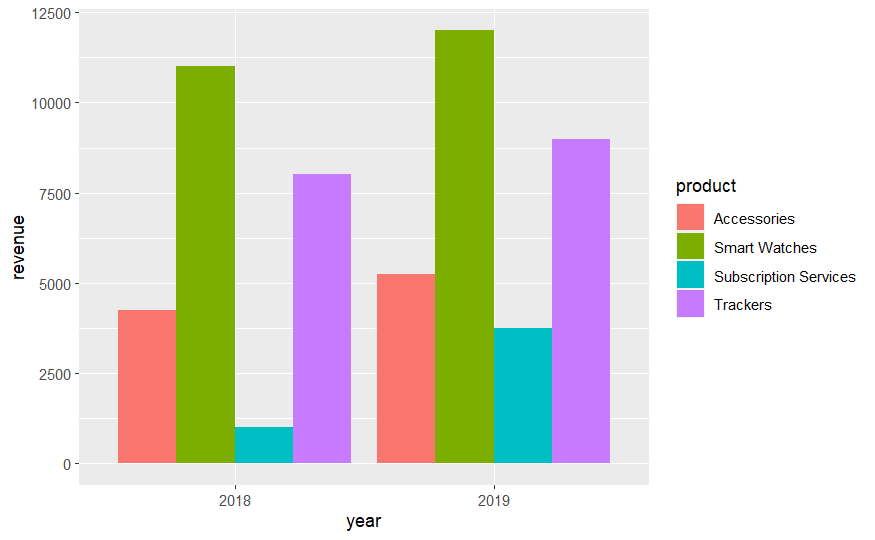 12500
10000
7500
5000
2500
0
revenue
2018 2019
year
product
Accessories
Smart Watches
Subscription Services
Trackers